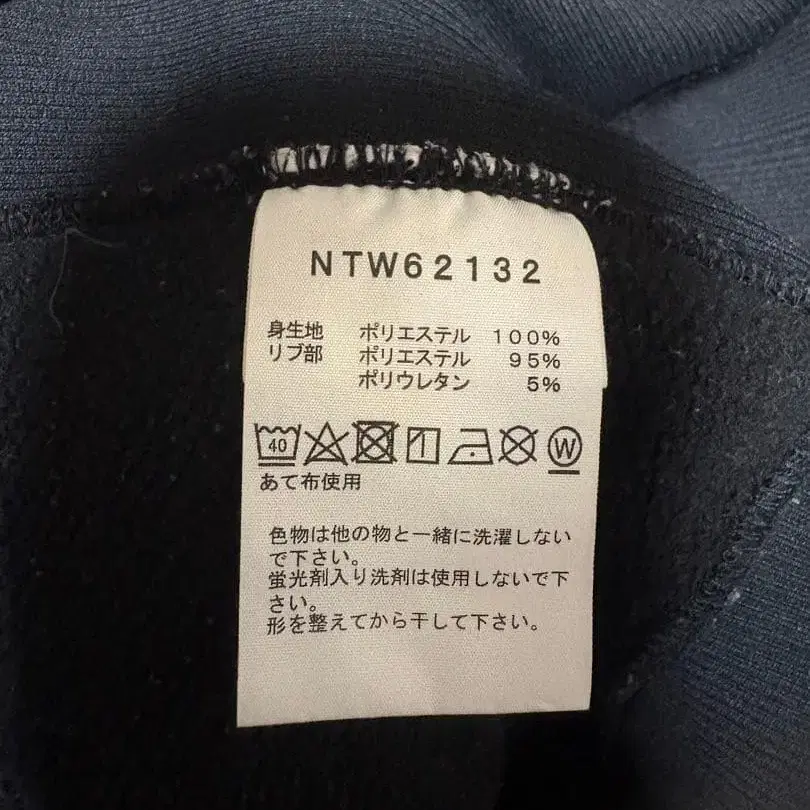 NTW62132
身生地 ポリエステル 100%
リブ部 ポリエステル 95%
ポリウレタン 5%
40 W
あて布使用
色物は他の物と一緒に洗濯しない
で下さい。
蛍光剤入り洗剤は使用しないで下
さい。
形を整えてから干して下さい。